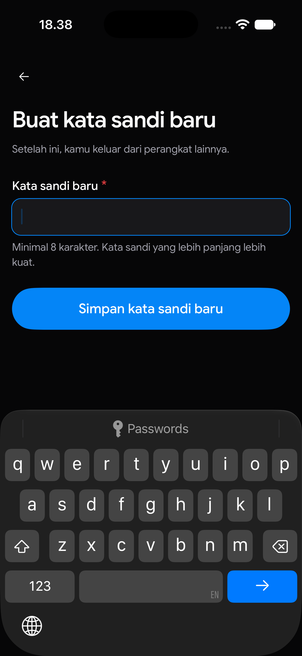 18.38
Buat kata sandi baru
Setelah ini, kamu keluar dari perangkat lainnya.
Kata sandi baru *
Minimal 8 karakter. Kata sandi yang lebih panjang lebih
kuat.
Simpan kata sandi baru
Passwords
q w e r t y u i o p
a s d f g h j k l
z x c v b n m
123 EN